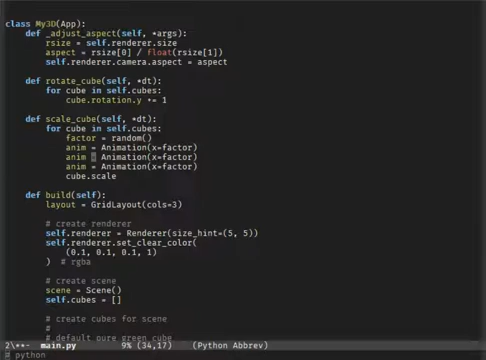 class My3D(App):
    def _adjust_aspect(self, *args):
        rsize = self.renderer.size
        aspect = rsize[0] / float(rsize[1])
        self.renderer.camera.aspect = aspect

    def rotate_cube(self, *dt):
        for cube in self.cubes:
            cube.rotation.y += 1

    def scale_cube(self, *dt):
        for cube in self.cubes:
            factor = random()
            anim = Animation(x=factor)
            anim = Animation(x=factor)
            anim = Animation(x=factor)
            cube.scale

    def build(self):
        layout = GridLayout(cols=3)

        # create renderer
        self.renderer = Renderer(size_hint=(5, 5))
        self.renderer.set_clear_color(
            (0.1, 0.1, 0.1, 1)
        )  # rgba

        # create scene
        scene = Scene()
        self.cubes = []

        # create cubes for scene
        #
        # default pure green cube
2\**-  main.py  9% (34,17)  (Python Abbrev)
# python